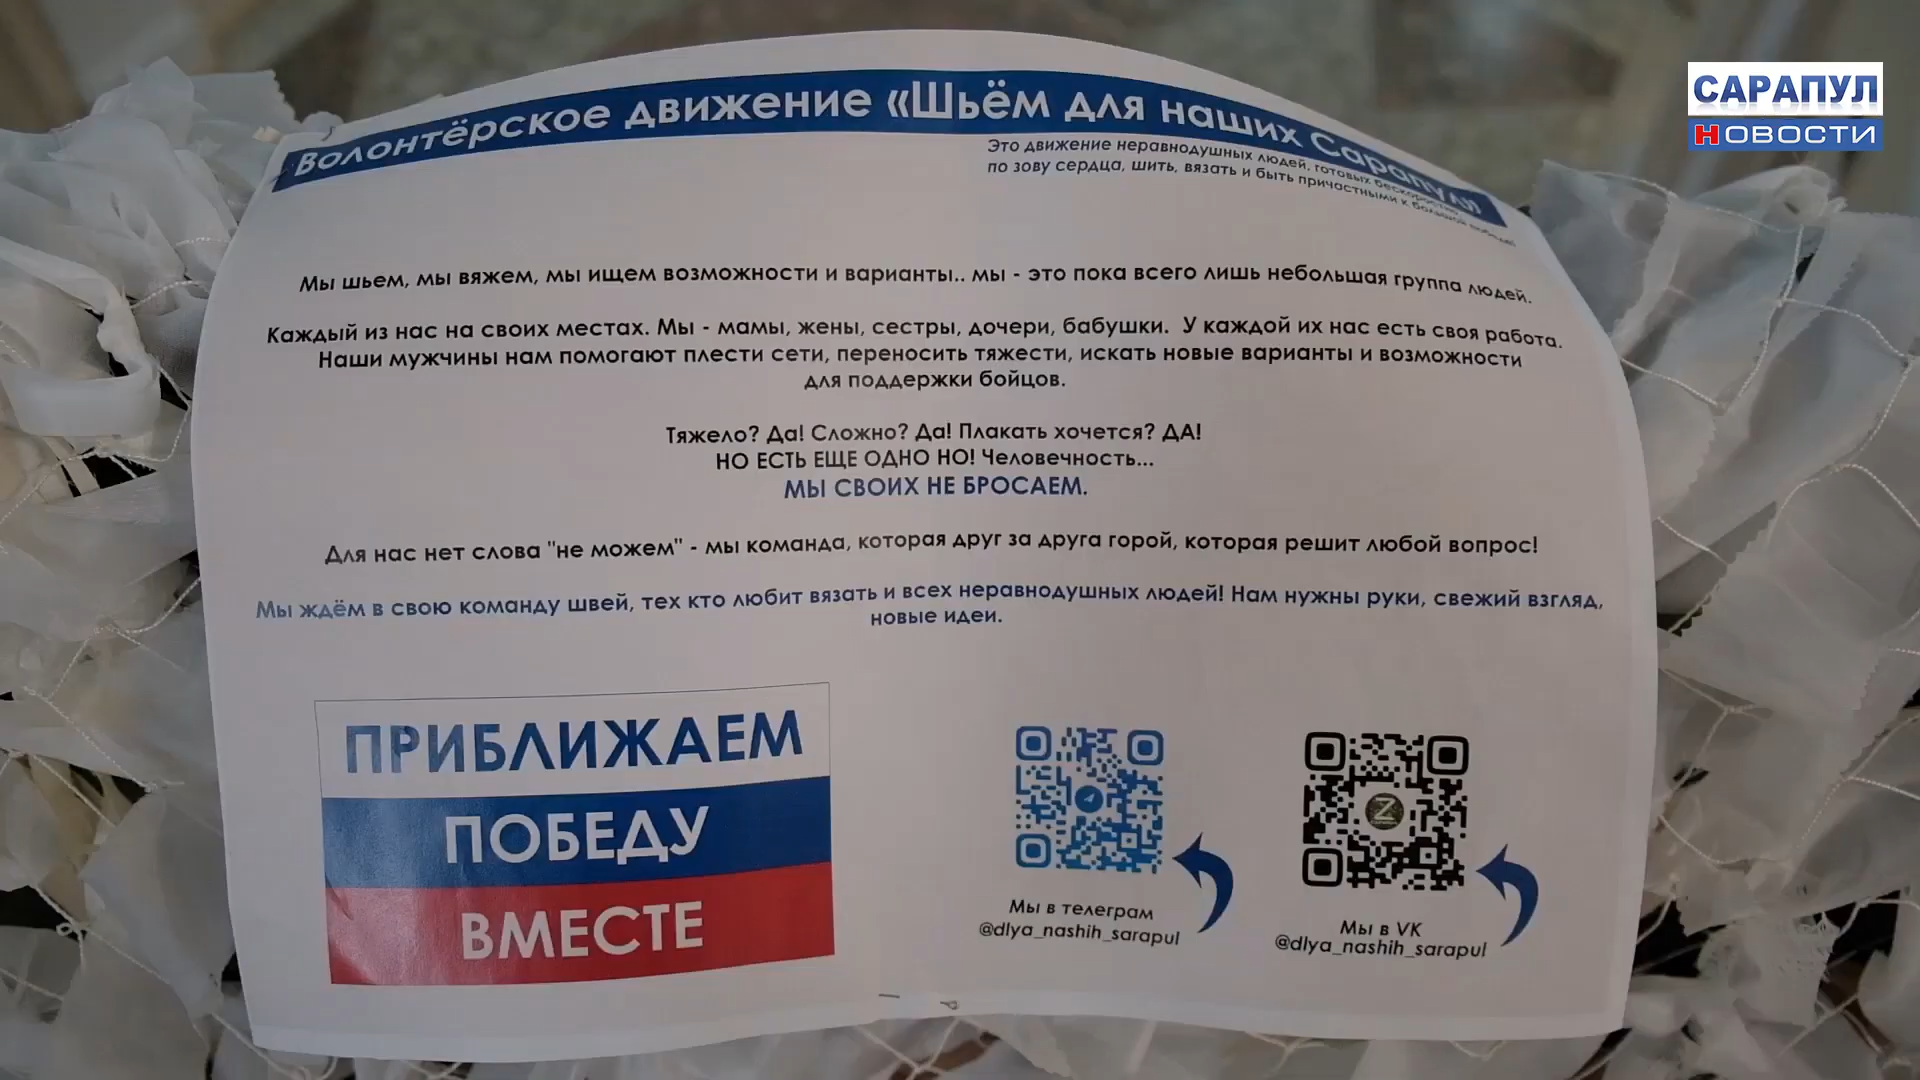 САРАПУЛ
НОВОСТИ
Волонтёрское движение «Шьём для наших Сарапул»
Это движение неравнодушных людей, готовых бескорыстно,
по зову сердца, шить, вязать и быть причастными к большой победе!
Мы шьем, мы вяжем, мы ищем возможности и варианты.. мы - это пока всего лишь небольшая группа людей.
Каждый из нас на своих местах. Мы - мамы, жены, сестры, дочери, бабушки. У каждой их нас есть своя работа.
Наши мужчины нам помогают плести сети, переносить тяжести, искать новые варианты и возможности
для поддержки бойцов.
Тяжело? Да! Сложно? Да! Плакать хочется? ДА!
НО ЕСТЬ ЕЩЕ ОДНО НО! Человечность...
МЫ СВОИХ НЕ БРОСАЕМ.
Для нас нет слова "не можем" - мы команда, которая друг за друга горой, которая решит любой вопрос!
Мы ждём в свою команду швей, тех кто любит вязать и всех неравнодушных людей! Нам нужны руки, свежий взгляд,
новые идеи.
ПРИБЛИЖАЕМ
ПОБЕДУ
ВМЕСТЕ
Z
Мы в телеграм
@dlya_nashih_sarapul
Мы в VK
@dlya_nashih_sarapul